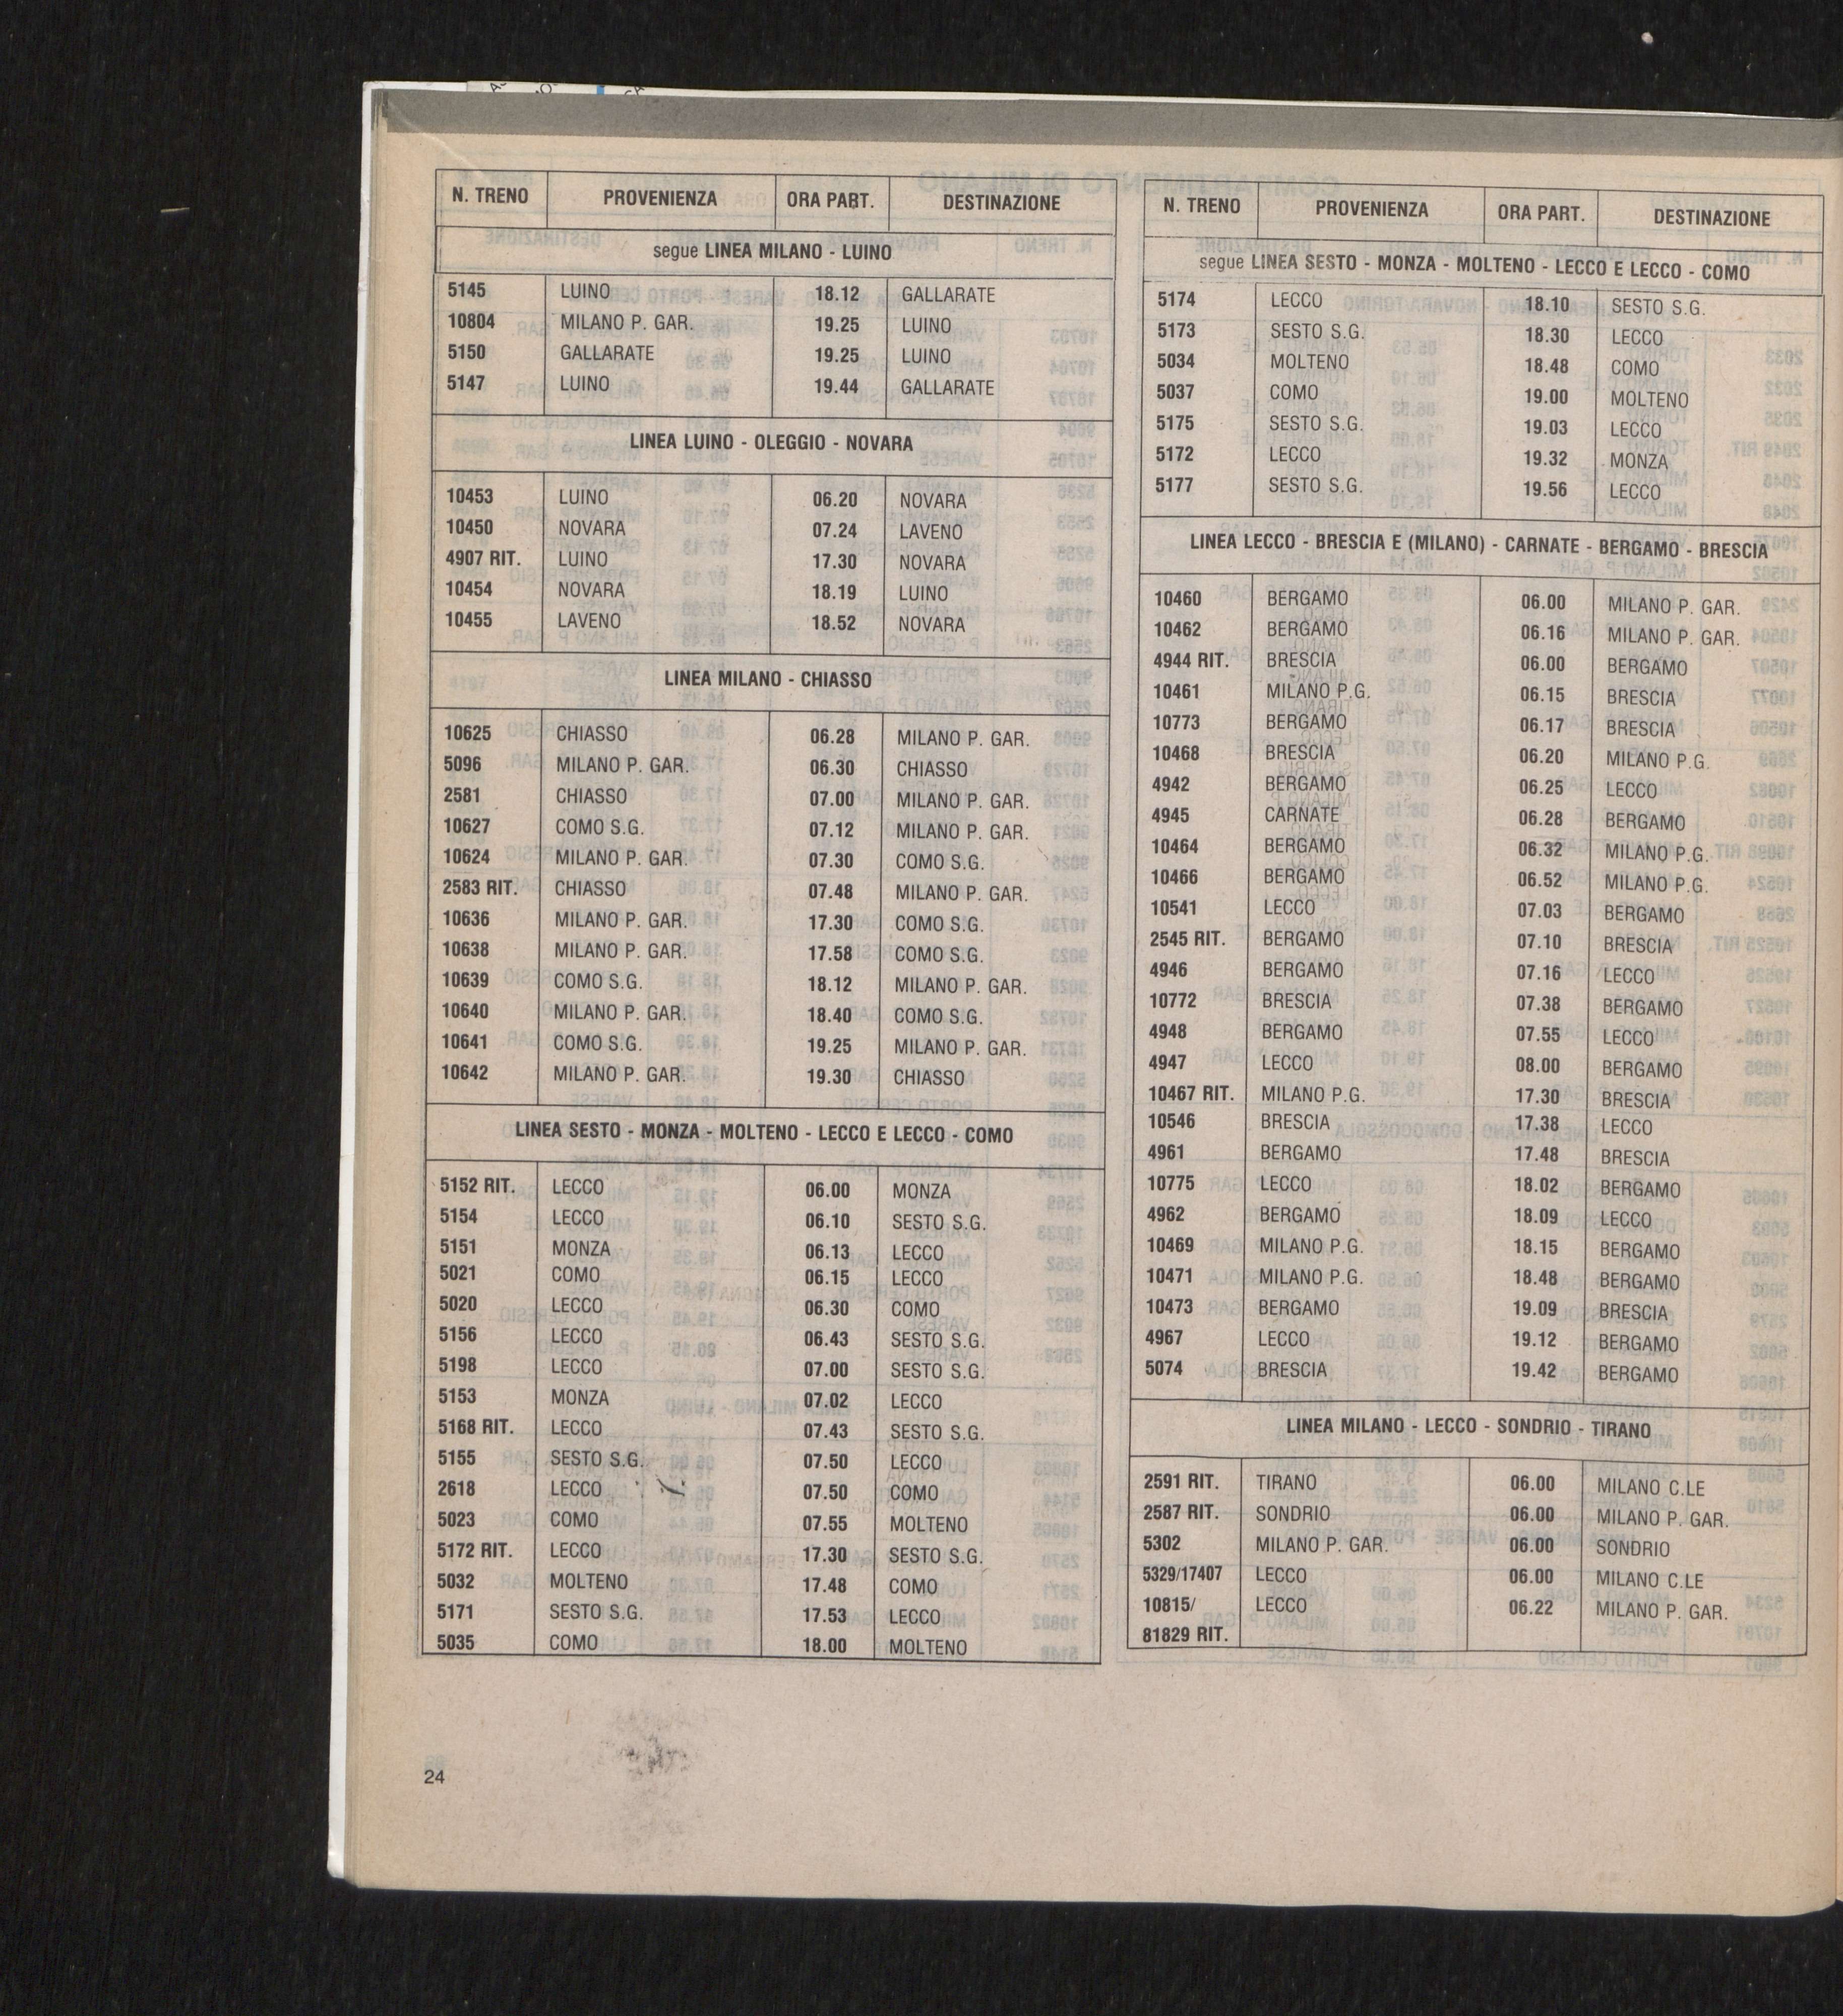 N. TRENO PROVENIENZA ORA PART. DESTINAZIONE
segue LINEA MILANO - LUINO
5145 LUINO 18.12 GALLARATE
10804 MILANO P. GAR. 19.25 LUINO
5150 GALLARATE 19.25 LUINO
5147 LUINO 19.44 GALLARATE
LINEA LUINO - OLEGGIO - NOVARA
10453 LUINO 06.20 NOVARA
10450 NOVARA 07.24 LAVENO
4907 RIT. LUINO 17.30 NOVARA
10454 NOVARA 18.19 LUINO
10455 LAVENO 18.52 NOVARA
LINEA MILANO - CHIASSO
10625 CHIASSO 06.28 MILANO P. GAR.
5096 MILANO P. GAR. 06.30 CHIASSO
2581 CHIASSO 07.00 MILANO P. GAR.
10627 COMO S.G. 07.12 MILANO P. GAR.
10624 MILANO P. GAR. 07.30 COMO S.G.
2583 RIT. CHIASSO 07.48 MILANO P. GAR.
10636 MILANO P. GAR. 17.30 COMO S.G.
10638 MILANO P. GAR. 17.58 COMO S.G.
10639 COMO S.G. 18.12 MILANO P. GAR.
10640 MILANO P. GAR. 18.40 COMO S.G.
10641 COMO S.G. 19.25 MILANO P. GAR.
10642 MILANO P. GAR. 19.30 CHIASSO
LINEA SESTO - MONZA - MOLTENO - LECCO E LECCO - COMO
5152 RIT. LECCO 06.00 MONZA
5154 LECCO 06.10 SESTO S.G.
5151 MONZA 06.13 LECCO
5021 COMO 06.15 LECCO
5020 LECCO 06.30 COMO
5156 LECCO 06.43 SESTO S.G.
5198 LECCO 07.00 SESTO S.G.
5153 MONZA 07.02 LECCO
5168 RIT. LECCO 07.43 SESTO S.G.
5155 SESTO S.G. 07.50 LECCO
2618 LECCO 07.50 COMO
5023 COMO 07.55 MOLTENO
5172 RIT. LECCO 17.30 SESTO S.G.
5032 MOLTENO 17.48 COMO
5171 SESTO S.G. 17.53 LECCO
5035 COMO 18.00 MOLTENO
24
N. TRENO PROVENIENZA ORA PART. DESTINAZIONE
segue LINEA SESTO - MONZA - MOLTENO - LECCO E LECCO - COMO
5174 LECCO 18.10 SESTO S.G.
5173 SESTO S.G. 18.30 LECCO
5034 MOLTENO 18.48 COMO
5037 COMO 19.00 MOLTENO
5175 SESTO S.G. 19.03 LECCO
5172 LECCO 19.32 MONZA
5177 SESTO S.G. 19.56 LECCO
LINEA LECCO - BRESCIA E (MILANO) - CARNATE - BERGAMO - BRESCIA
10460 BERGAMO 06.00 MILANO P. GAR.
10462 BERGAMO 06.16 MILANO P. GAR.
4944 RIT. BRESCIA 06.00 BERGAMO
10461 MILANO P.G. 06.15 BRESCIA
10773 BERGAMO 06.17 BRESCIA
10468 BRESCIA 06.20 MILANO P.G.
4942 BERGAMO 06.25 LECCO
4945 CARNATE 06.28 BERGAMO
10464 BERGAMO 06.32 MILANO P.G.
10466 BERGAMO 06.52 MILANO P.G.
10541 LECCO 07.03 BERGAMO
2545 RIT. BERGAMO 07.10 BRESCIA
4946 BERGAMO 07.16 LECCO
10772 BRESCIA 07.38 BERGAMO
4948 BERGAMO 07.55 LECCO
4947 LECCO 08.00 BERGAMO
10467 RIT. MILANO P.G. 17.30 BRESCIA
10546 BRESCIA 17.38 LECCO
4961 BERGAMO 17.48 BRESCIA
10775 LECCO 18.02 BERGAMO
4962 BERGAMO 18.09 LECCO
10469 MILANO P.G. 18.15 BERGAMO
10471 MILANO P.G. 18.48 BERGAMO
10473 BERGAMO 19.09 BRESCIA
4967 LECCO 19.12 BERGAMO
5074 BRESCIA 19.42 BERGAMO
LINEA MILANO - LECCO - SONDRIO - TIRANO
2591 RIT. TIRANO 06.00 MILANO C.LE
2587 RIT. SONDRIO 06.00 MILANO P. GAR.
5302 MILANO P. GAR. 06.00 SONDRIO
5329/17407 LECCO 06.00 MILANO C.LE
10815/ LECCO 06.22 MILANO P. GAR.
81829 RIT.